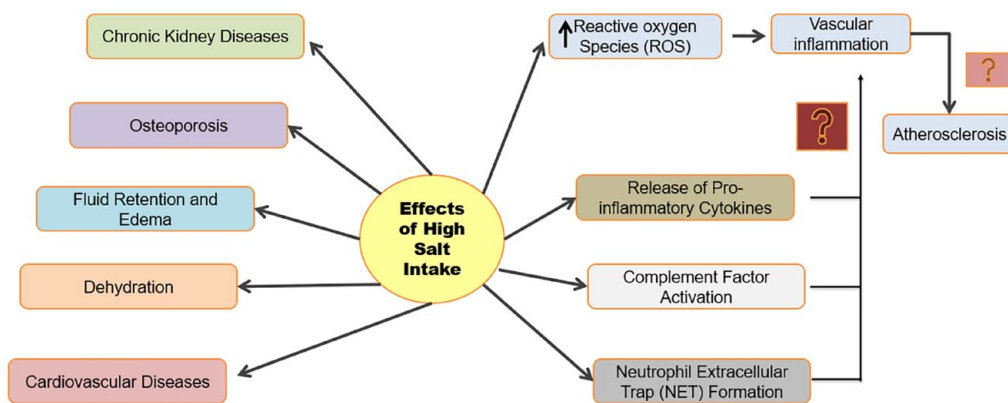 Chronic Kidney Diseases
Osteoporosis
Fluid Retention and
Edema
Dehydration
Cardiovascular Diseases
Effects
of High
Salt
Intake
Reactive oxygen
Species (ROS)
Vascular
inflammation
?
Atherosclerosis
?
Release of Pro-
inflammatory Cytokines
Complement Factor
Activation
Neutrophil Extracellular
Trap (NET) Formation